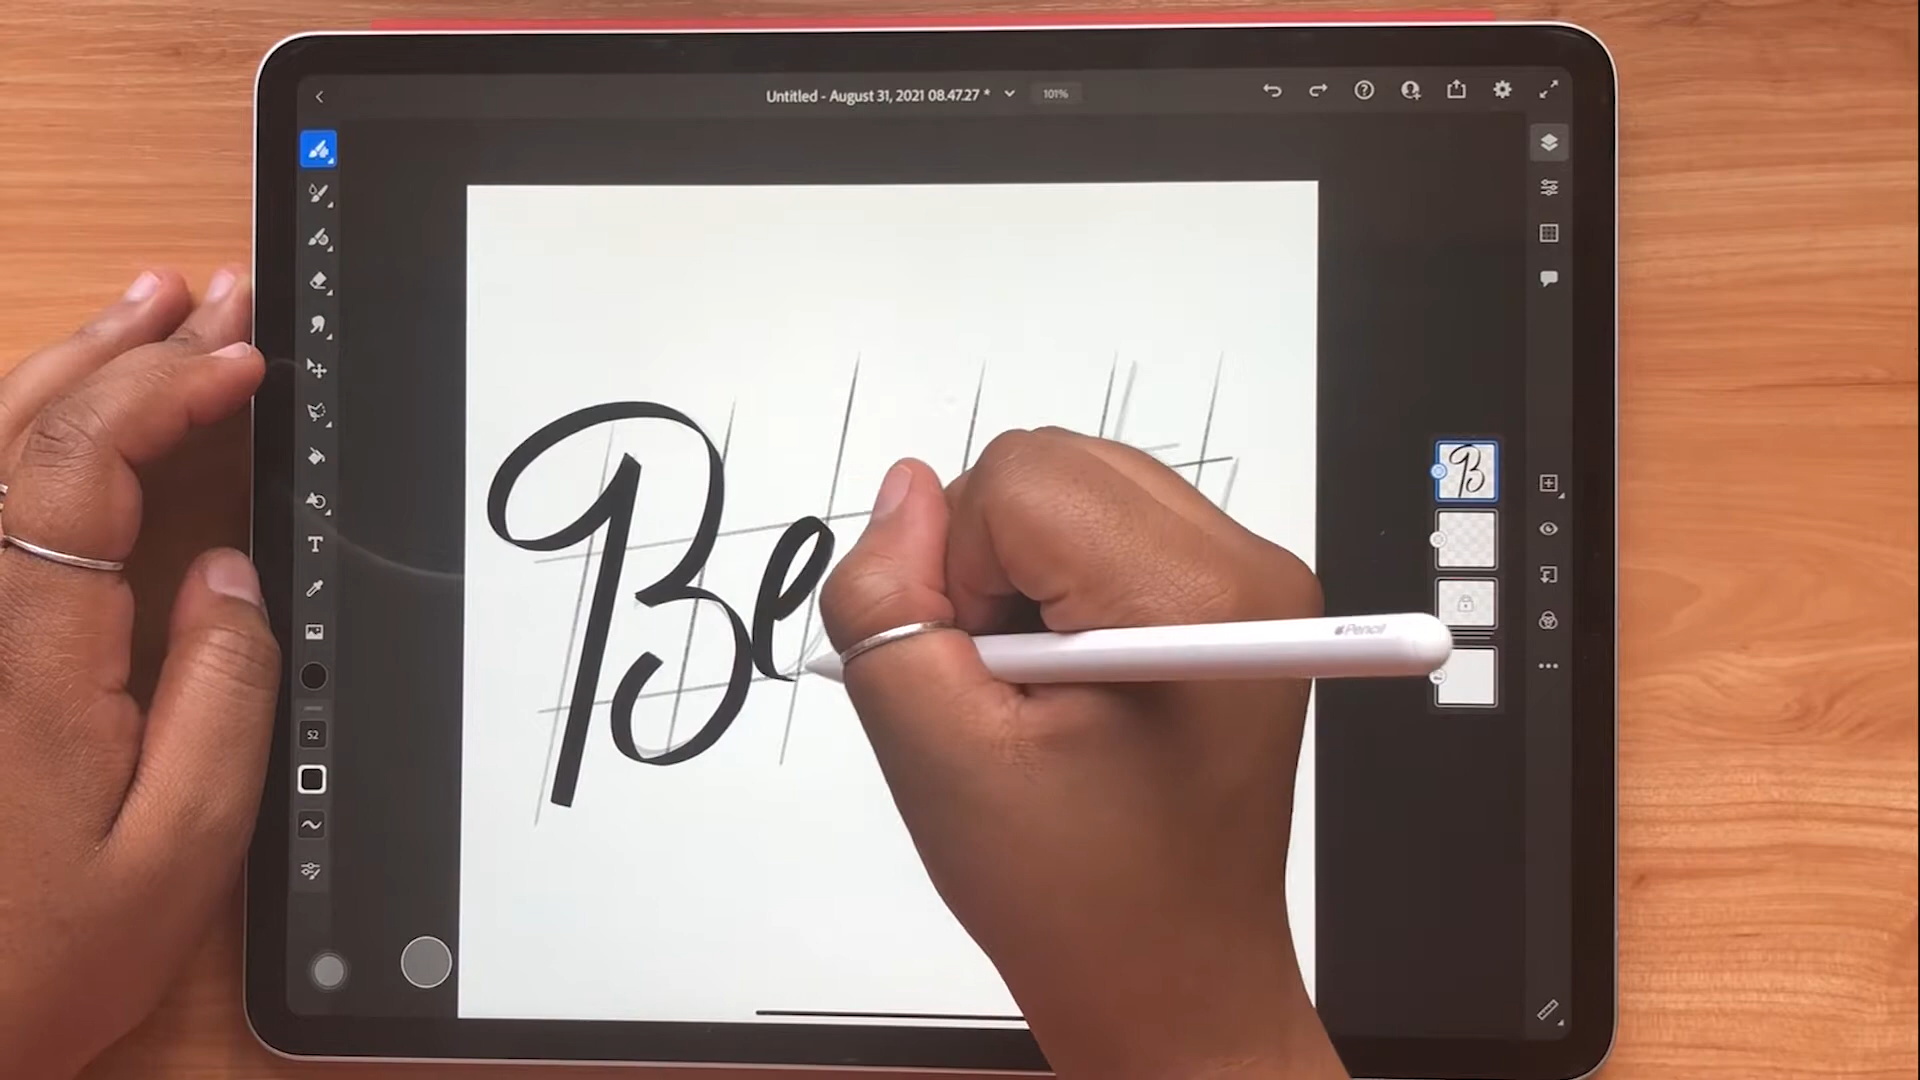 Untitled - August 31, 2021 08.47.27 * 101%
Be
T
52
Pencil
B